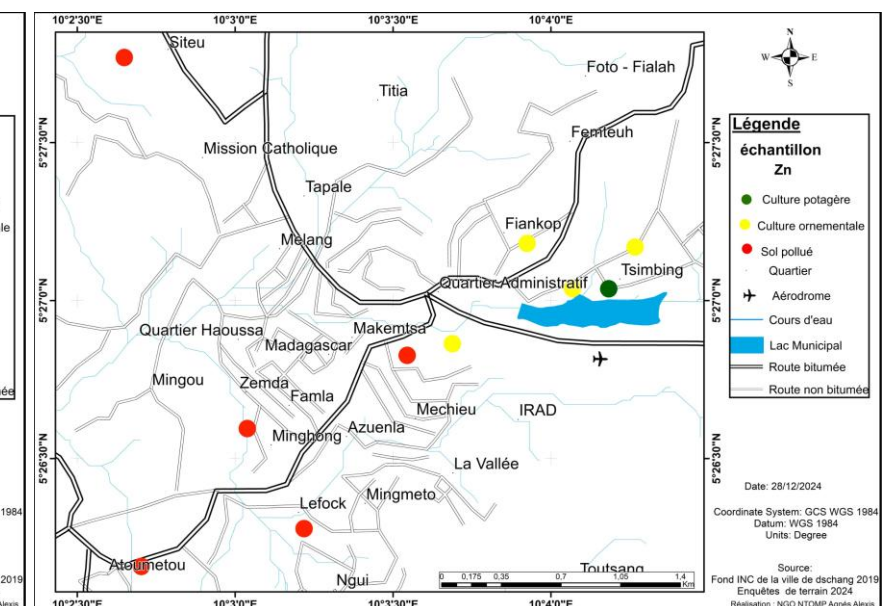 10°2'30"E 10°3'0"E 10°3'30"E 10°4'0"E
Siteu
N
W E
S
Foto - Fialah
Titia
5°27'30"N
Femteuh
5°27'30"N
Mission Catholique
Tapale
Fiankop
Melang
Tsimbing
Quartier Administratif
5°27'0"N
5°27'0"N
Quartier Haoussa
Makemtsa
Madagascar
Mingou
Zemda
Famla
Mechieu
IRAD
Azuenla
Minghong
5°26'30"N
5°26'30"N
La Vallée
Mingmeto
Lefock
Atoumetou
Toutsang
Ngui
0 0,175 0,35 0,7 1,05 1,4
Km
10°2'30"E 10°3'0"E 10°3'30"E 10°4'0"E
Légende
échantillon
Zn
Culture potagère
Culture ornementale
Sol pollué
Quartier
Aérodrome
Cours d'eau
Lac Municipal
Route bitumée
Route non bitumée
Date: 28/12/2024
Coordinate System: GCS WGS 1984
Datum: WGS 1984
Units: Degree
Source:
Fond INC de la ville de dschang 2019
Enquêtes de terrain 2024
Réalisation : NGO NTOMP Agnès Alexis
ale
née
1984
2019
Alexis